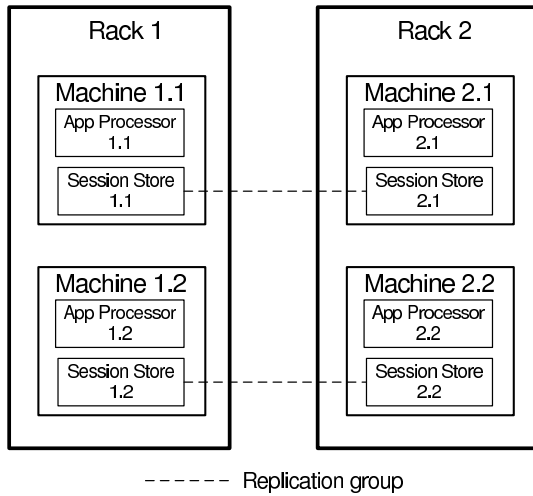 Rack 1
Machine 1.1
App Processor
1.1
Session Store
1.1
Machine 1.2
App Processor
1.2
Session Store
1.2
Rack 2
Machine 2.1
App Processor
2.1
Session Store
2.1
Machine 2.2
App Processor
2.2
Session Store
2.2
Replication group